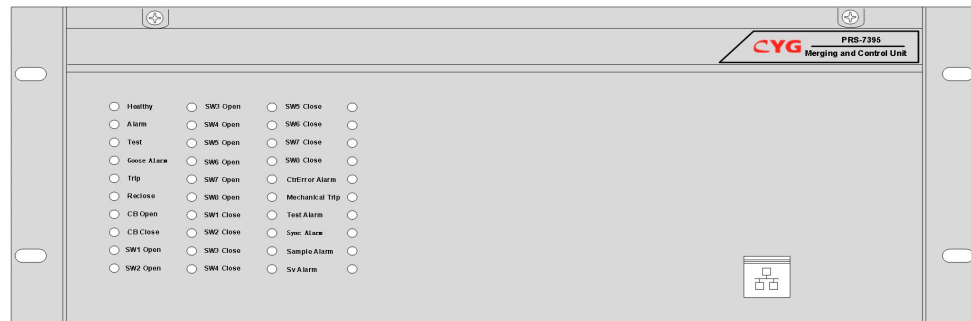 CYG
PRS-7395
Merging and Control Unit
Healthy
Alarm
Test
Goose Alarm
Trip
Reclose
CB Open
CB Close
SW1 Open
SW2 Open
SW3 Open
SW4 Open
SW5 Open
SW6 Open
SW7 Open
SW8 Open
SW1 Close
SW2 Close
SW3 Close
SW4 Close
SW5 Close
SW6 Close
SW7 Close
SW8 Close
CtrError Alarm
Mechanical Trip
Test Alarm
Sync Alarm
Sample Alarm
Sv Alarm